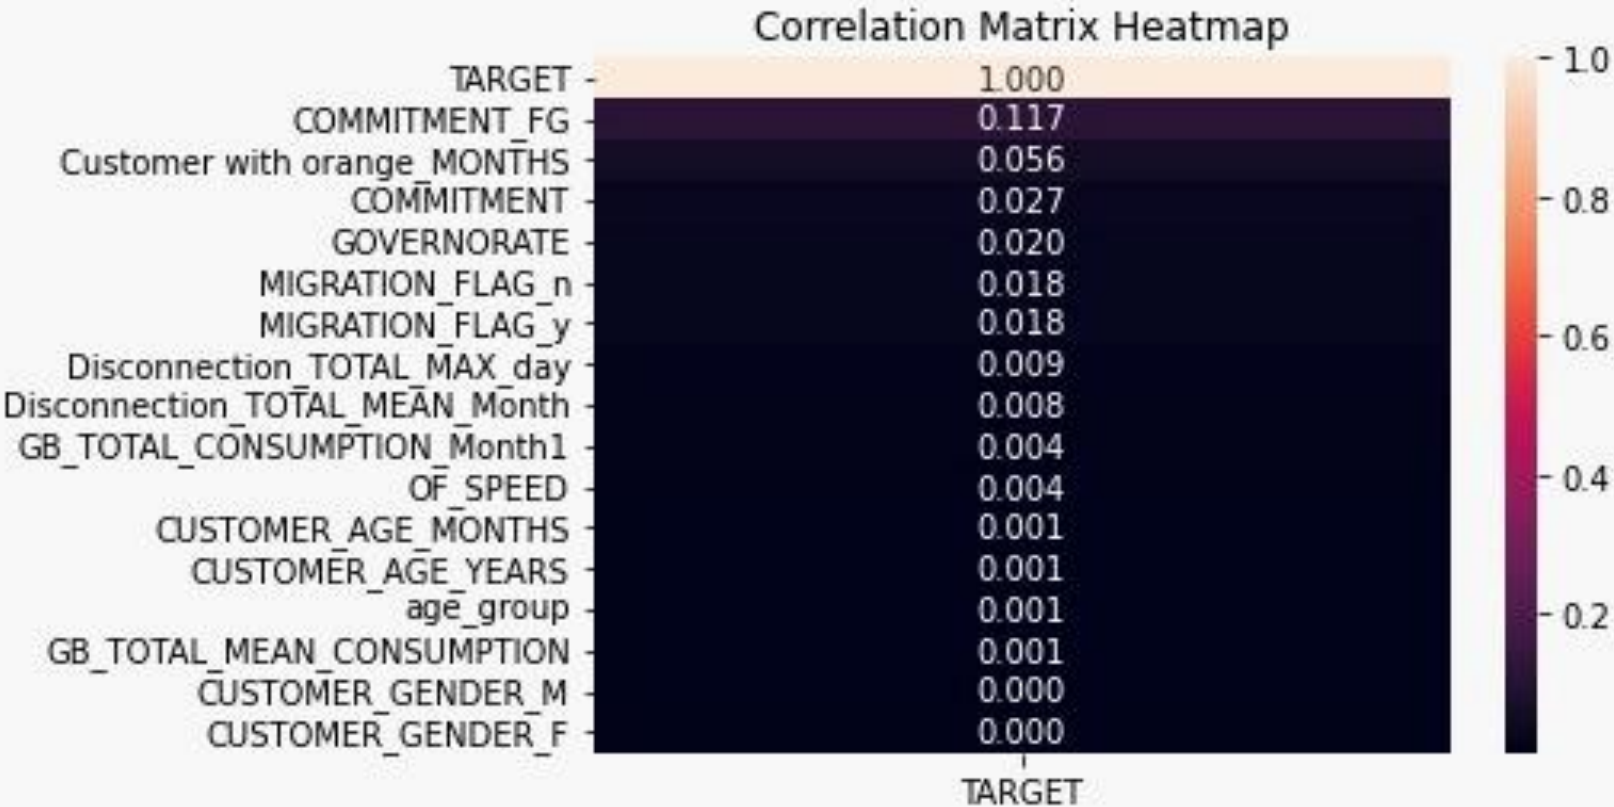 Correlation Matrix Heatmap
TARGET 1.000
COMMITMENT_FG 0.117
Customer with orange_MONTHS 0.056
COMMITMENT 0.027
GOVERNORATE 0.020
MIGRATION_FLAG_n 0.018
MIGRATION_FLAG_y 0.018
Disconnection_TOTAL_MAX_day 0.009
Disconnection_TOTAL_MEAN_Month 0.008
GB_TOTAL_CONSUMPTION_Month1 0.004
OF_SPEED 0.004
CUSTOMER_AGE_MONTHS 0.001
CUSTOMER_AGE_YEARS 0.001
age_group 0.001
GB_TOTAL_MEAN_CONSUMPTION 0.001
CUSTOMER_GENDER_M 0.000
CUSTOMER_GENDER_F 0.000
TARGET
1.0
0.8
0.6
0.4
0.2